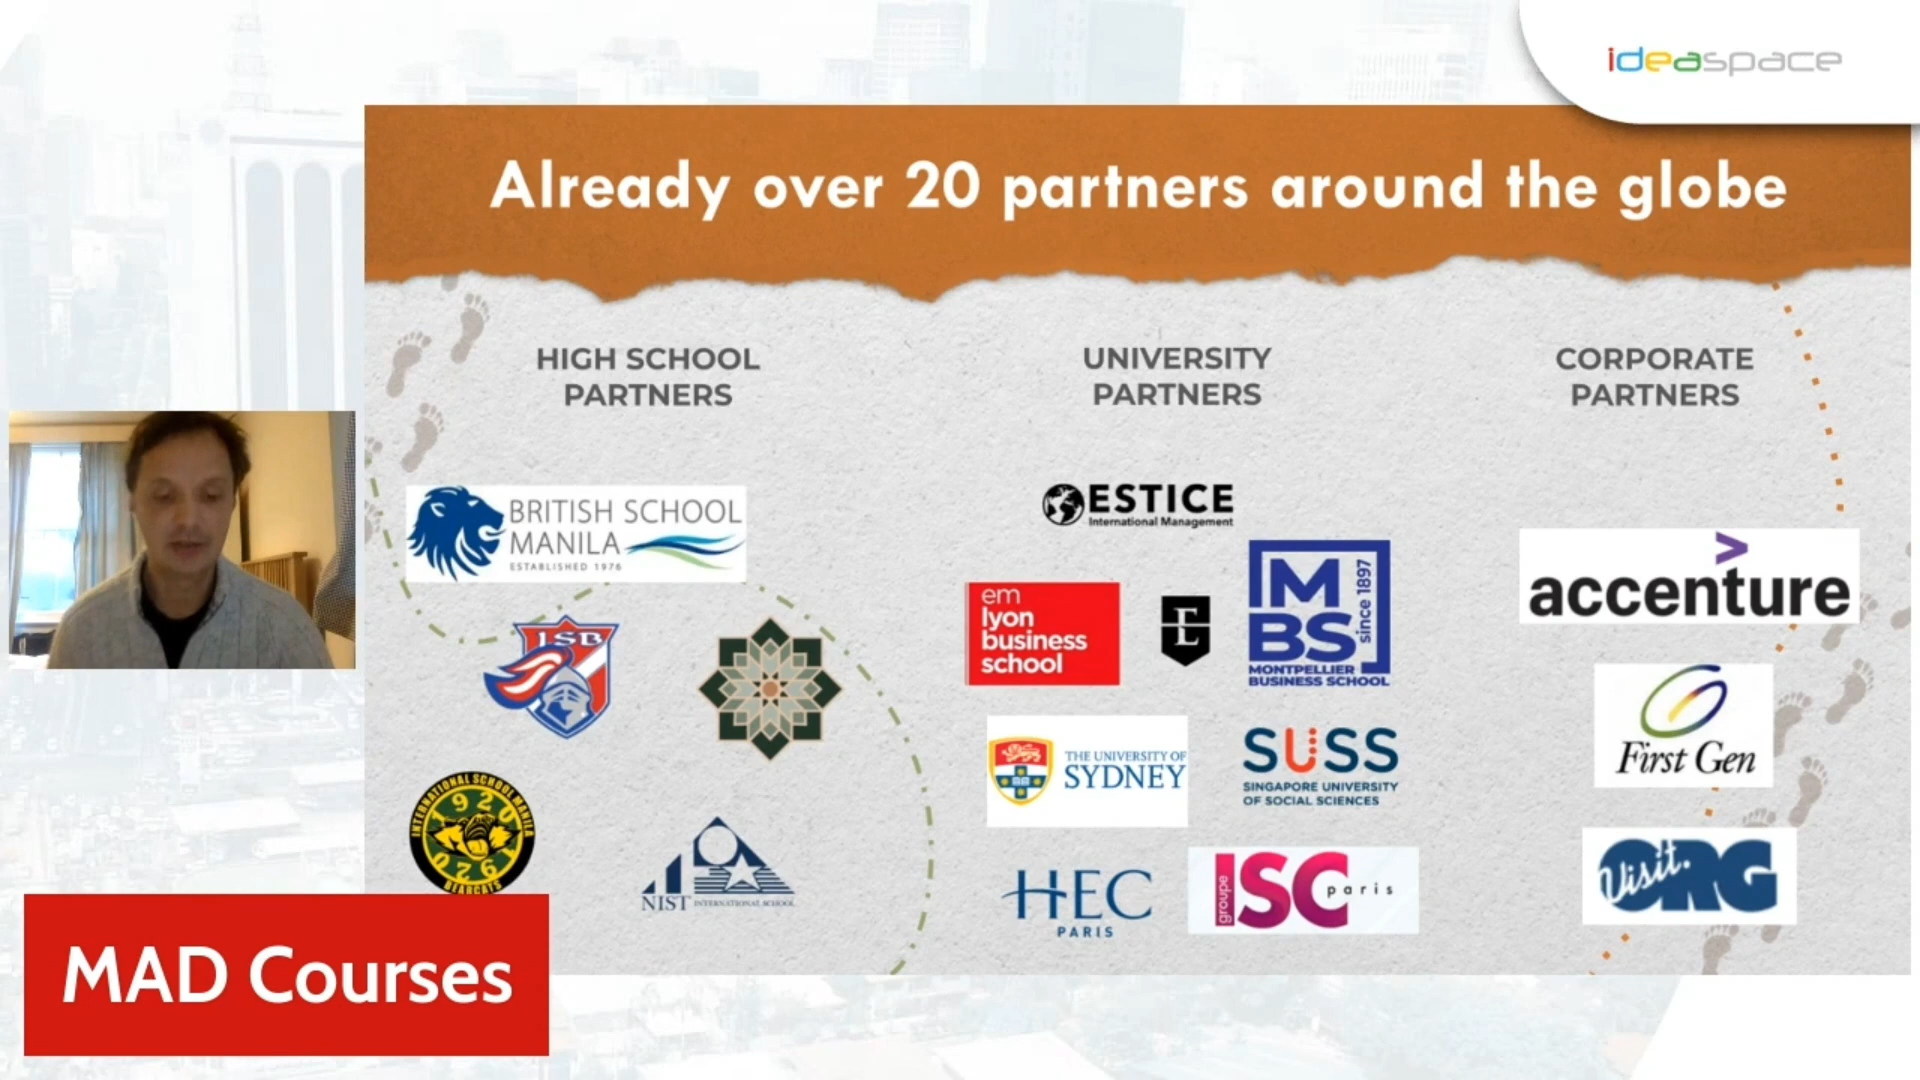 ideaspace
Already over 20 partners around the globe
HIGH SCHOOL
PARTNERS
BRITISH SCHOOL
MANILA
ESTABLISHED 1976
ISB
INTERNATIONAL SCHOOL MANILA
1920
BEARCATS
NIST INTERNATIONAL SCHOOL
UNIVERSITY
PARTNERS
ESTICE
International Management
em
lyon
business
school
E
MBS
since 1897
MONTPELLIER
BUSINESS SCHOOL
THE UNIVERSITY OF
SYDNEY
SUSS
SINGAPORE UNIVERSITY
OF SOCIAL SCIENCES
HEC
PARIS
groupe
ISC
paris
CORPORATE
PARTNERS
>
accenture
First Gen
Visit.
ORG
MAD Courses